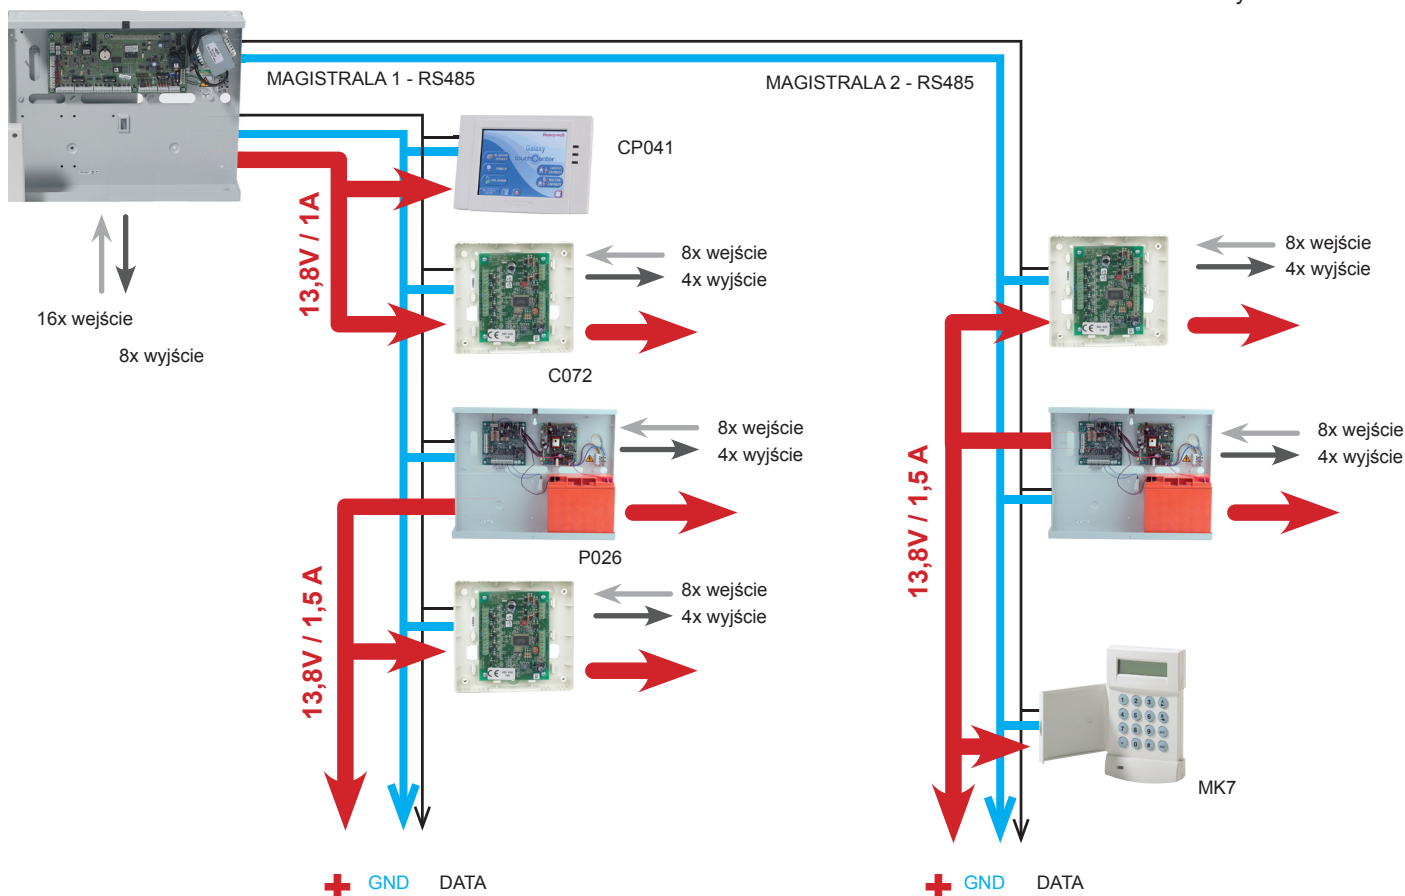 MAGISTRALA 1 - RS485
MAGISTRALA 2 - RS485
Honeywell
Galaxy
CP041
13,8V / 1A
8x wejście
4x wyjście
8x wejście
4x wyjście
16x wejście
8x wyjście
C072
8x wejście
4x wyjście
8x wejście
4x wyjście
P026
13,8V / 1,5 A
13,8V / 1,5 A
8x wejście
4x wyjście
MK7
+ GND DATA
+ GND DATA